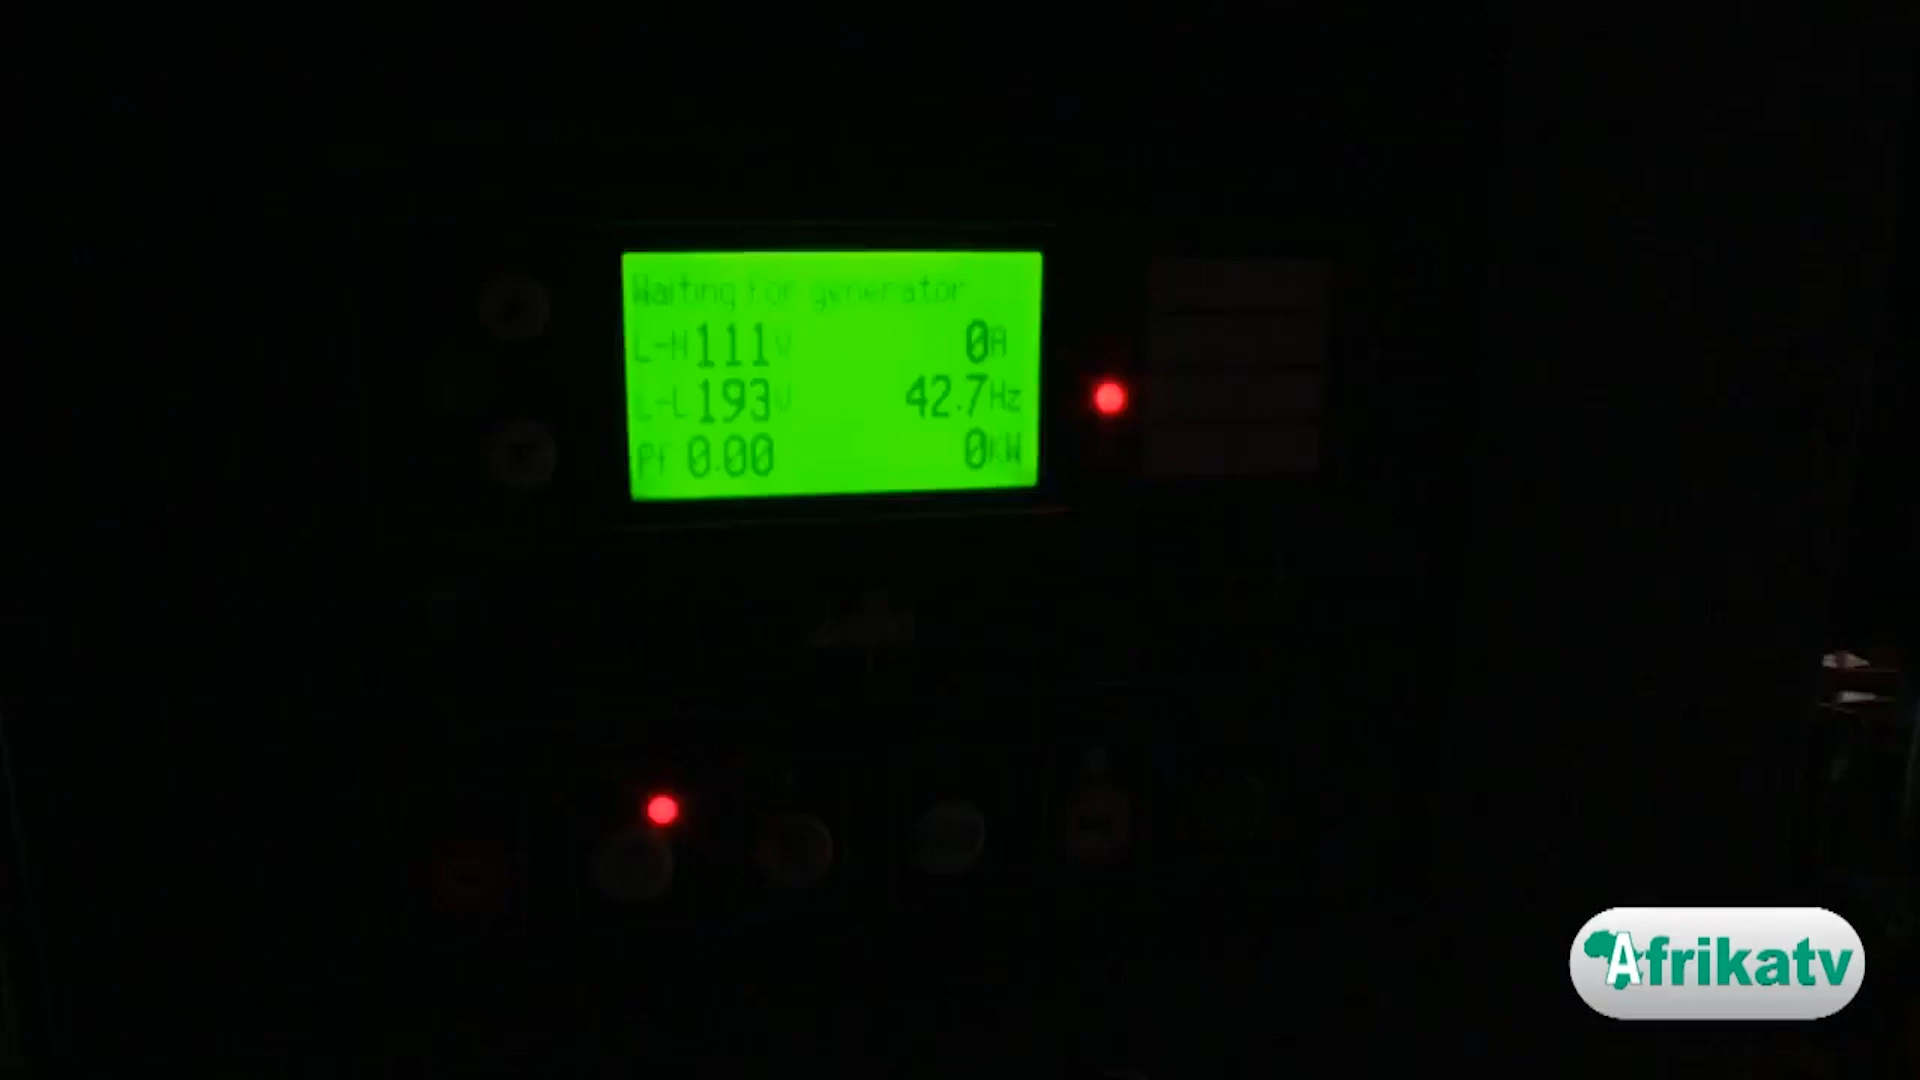 Waiting for generator
L-N 111V 0A
L-L 193V 42.7Hz
Pf 0.00 0kW
Afrikatv